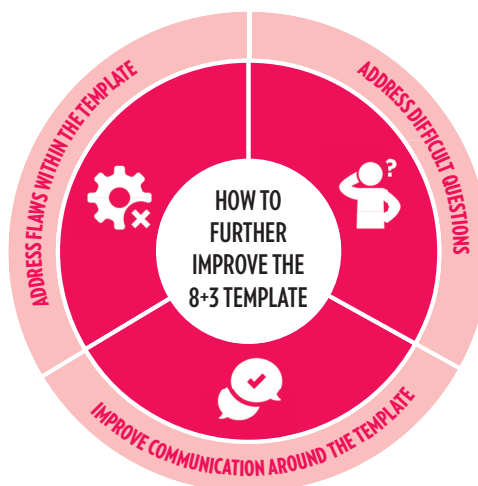 ADDRESS FLAWS WITHIN THE TEMPLATE
ADDRESS DIFFICULT QUESTIONS
?
HOW TO
FURTHER
IMPROVE THE
8+3 TEMPLATE
IMPROVE COMMUNICATION AROUND THE TEMPLATE